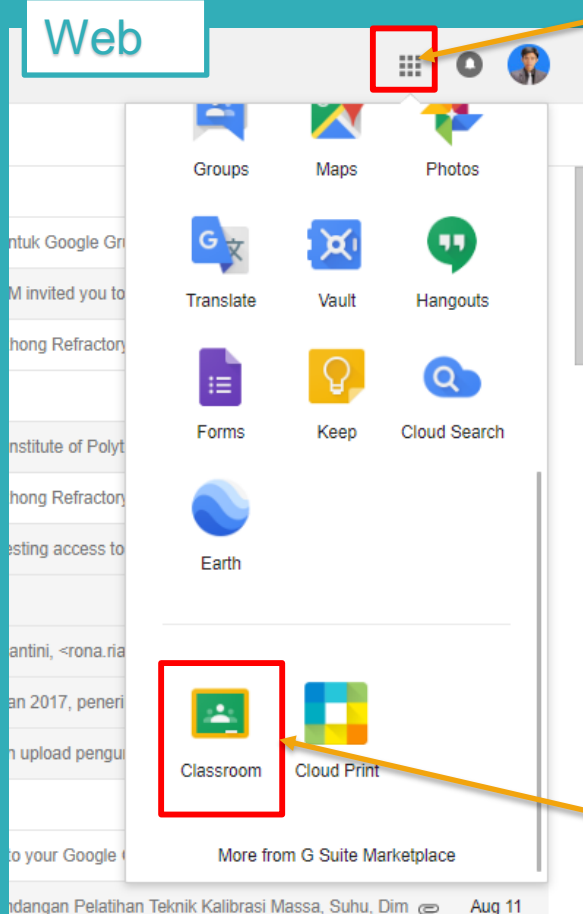 Web
Groups Maps Photos
ntuk Google Gr
M invited you to
Translate Vault Hangouts
hong Refractory
Forms Keep Cloud Search
nstitute of Polyt
hong Refractory
esting access to
Earth
antini, <rona.ria
an 2017, peneri
n upload pengu
Classroom Cloud Print
to your Google
More from G Suite Marketplace
ndangan Pelatihan Teknik Kalibrasi Massa, Suhu, Dim Aug 11